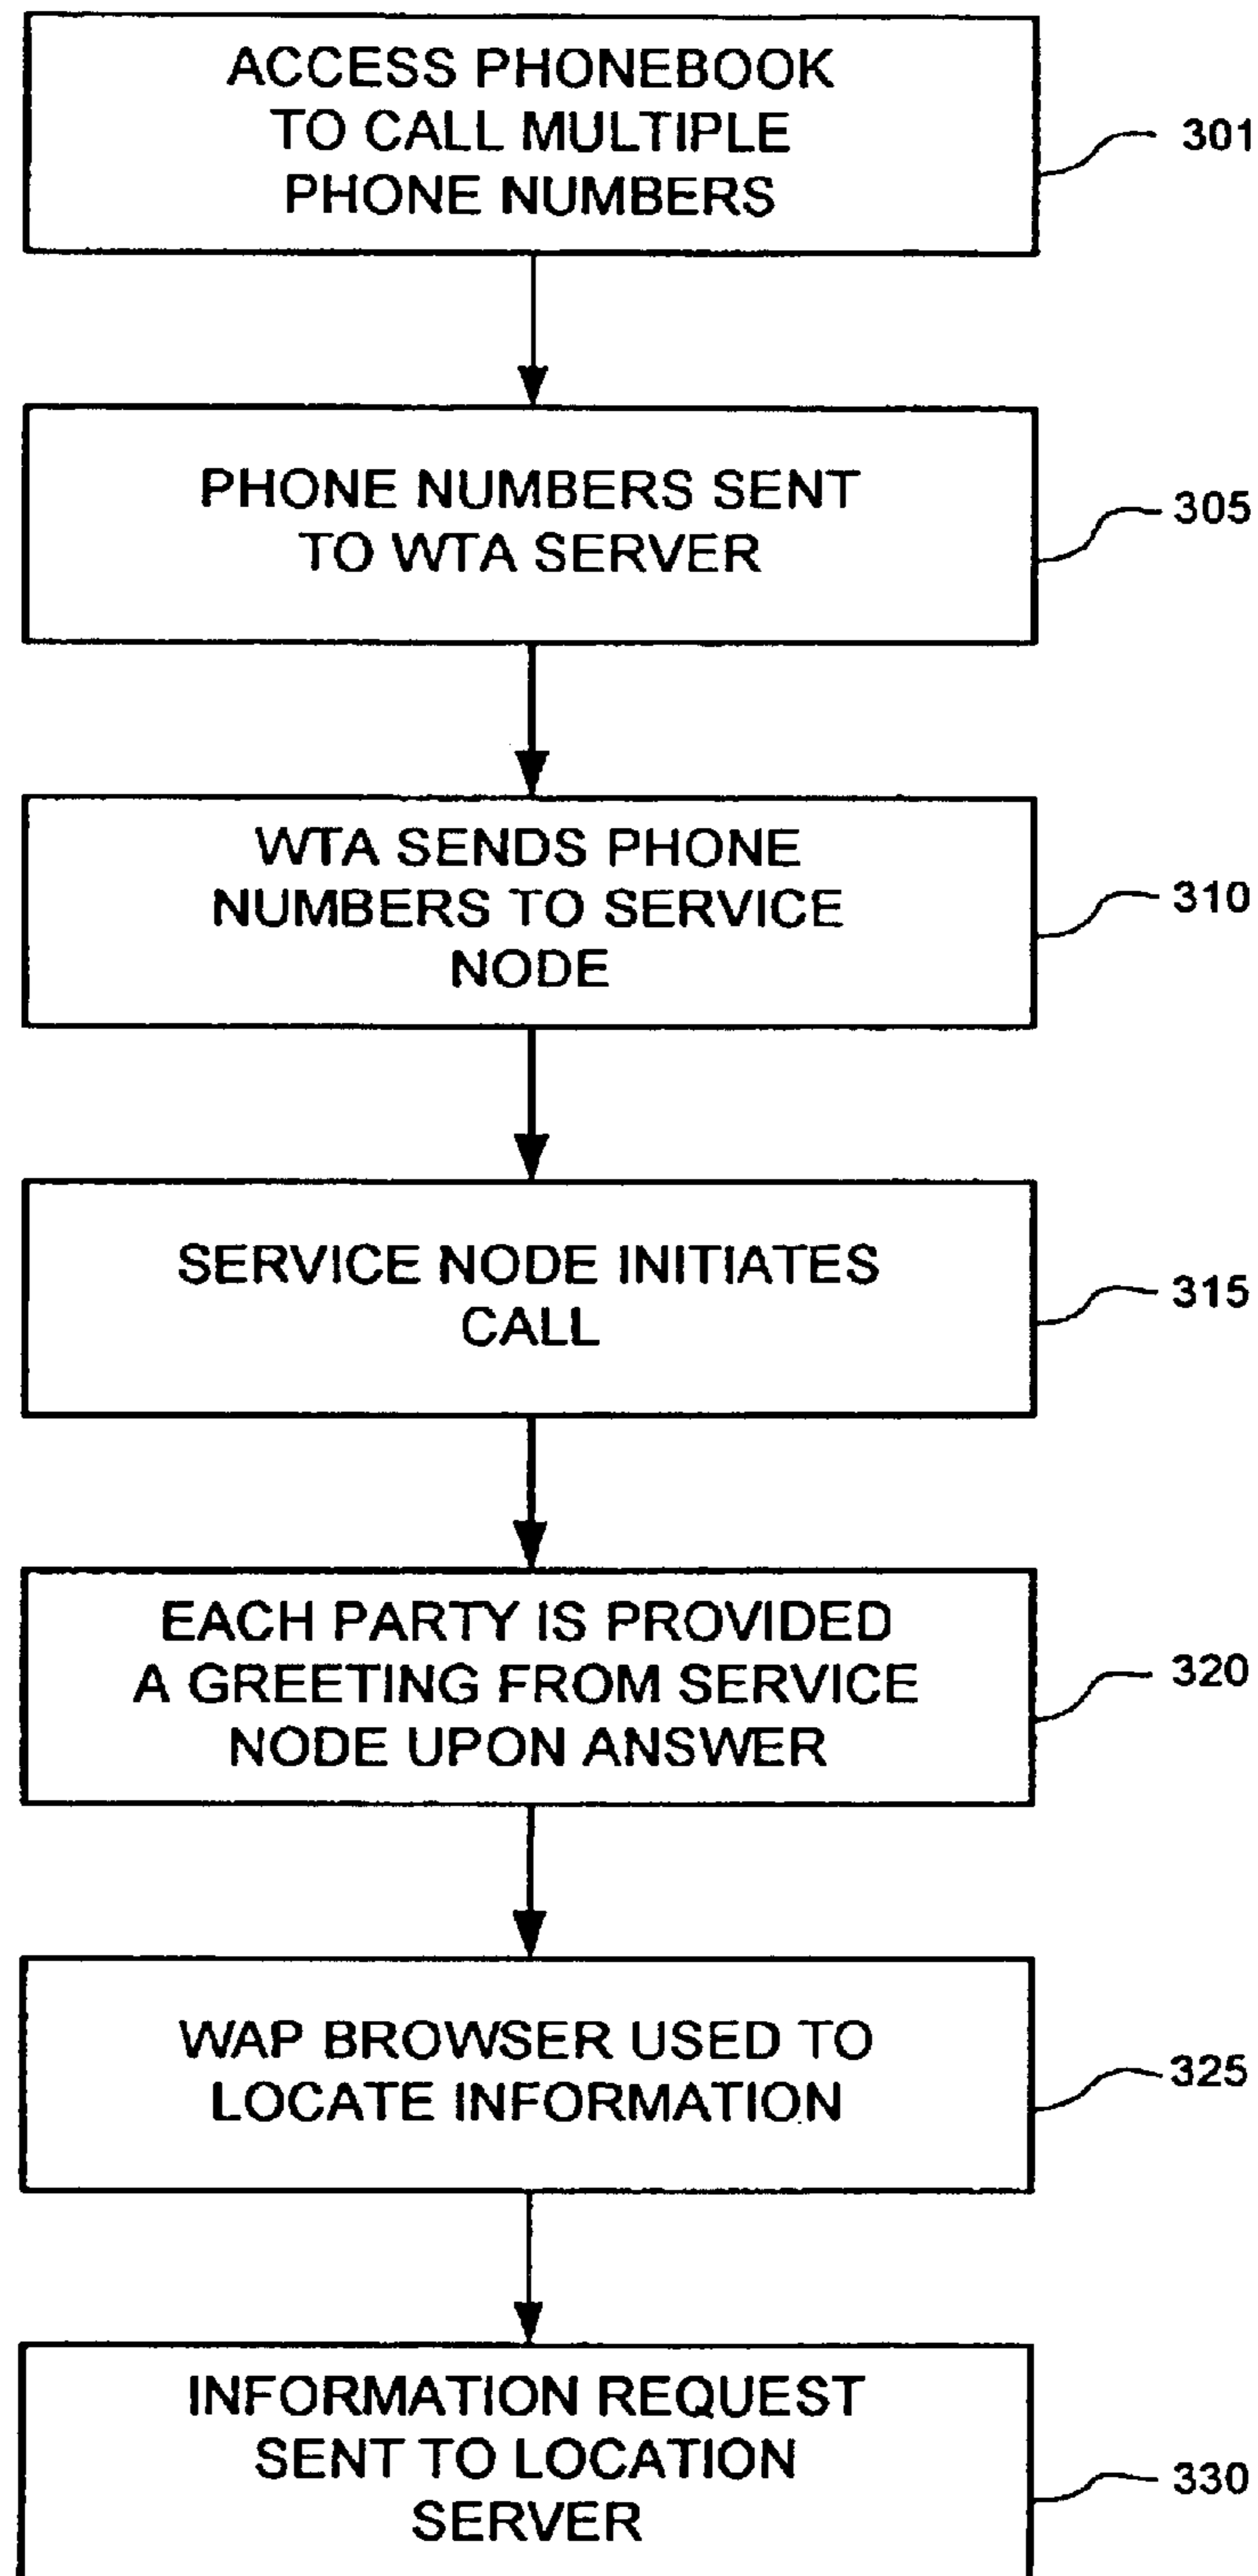 ACCESS PHONEBOOK
TO CALL MULTIPLE
PHONE NUMBERS
301
PHONE NUMBERS SENT
TO WTA SERVER
305
WTA SENDS PHONE
NUMBERS TO SERVICE
NODE
310
SERVICE NODE INITIATES
CALL
315
EACH PARTY IS PROVIDED
A GREETING FROM SERVICE
NODE UPON ANSWER
320
WAP BROWSER USED TO
LOCATE INFORMATION
325
INFORMATION REQUEST
SENT TO LOCATION
SERVER
330